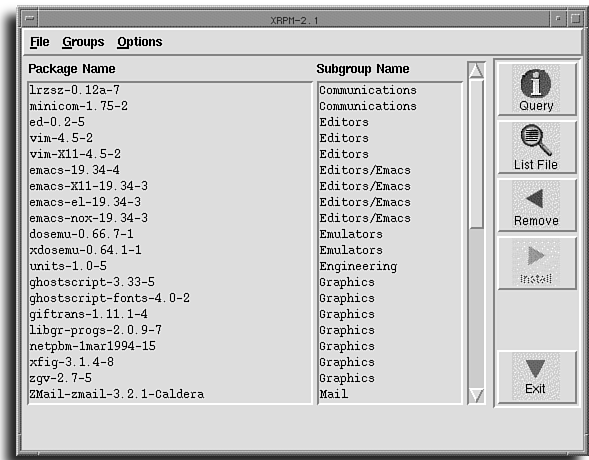 XRPM-2.1
File Groups Options
Package Name Subgroup Name
lrzsz-0.12a-7 Communications
minicom-1.75-2 Communications
ed-0.2-5 Editors
vim-4.5-2 Editors
vim-X11-4.5-2 Editors
emacs-19.34-4 Editors/Emacs
emacs-X11-19.34-3 Editors/Emacs
emacs-el-19.34-3 Editors/Emacs
emacs-nox-19.34-3 Editors/Emacs
dosemu-0.66.7-1 Emulators
xdosemu-0.64.1-1 Emulators
units-1.0-5 Engineering
ghostscript-3.33-5 Graphics
ghostscript-fonts-4.0-2 Graphics
giftrans-1.11.1-4 Graphics
libgr-progs-2.0.9-7 Graphics
netpbm-1mar1994-15 Graphics
xfig-3.1.4-8 Graphics
zgv-2.7-5 Graphics
ZMail-zmail-3.2.1-Caldera Mail
Query
List File
Remove
Install
Exit